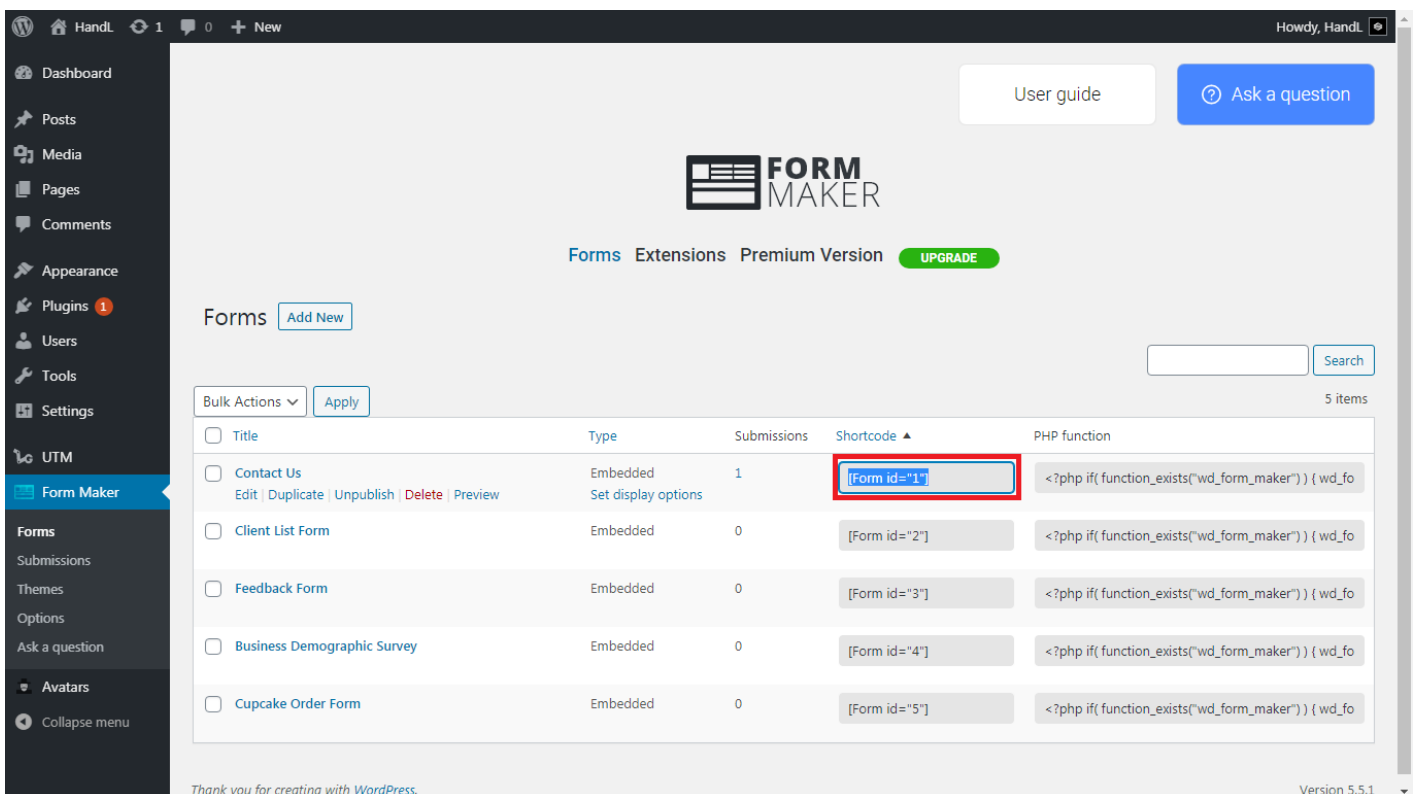 HandL 1 0 + New Howdy, HandL
Dashboard
Posts
Media
Pages
Comments
Appearance
Plugins 1
Users
Tools
Settings
UTM
Form Maker
Forms
Submissions
Themes
Options
Ask a question
Avatars
Collapse menu
User guide Ask a question
FORM
MAKER
Forms Extensions Premium Version UPGRADE
Forms Add New
Search
Bulk Actions Apply 5 items
Title Type Submissions Shortcode PHP function
Contact Us Embedded 1 [Form id="1"] <?php if( function_exists("wd_form_maker") ) { wd_fo
Edit | Duplicate | Unpublish | Delete | Preview Set display options
Client List Form Embedded 0 [Form id="2"] <?php if( function_exists("wd_form_maker") ) { wd_fo
Feedback Form Embedded 0 [Form id="3"] <?php if( function_exists("wd_form_maker") ) { wd_fo
Business Demographic Survey Embedded 0 [Form id="4"] <?php if( function_exists("wd_form_maker") ) { wd_fo
Cupcake Order Form Embedded 0 [Form id="5"] <?php if( function_exists("wd_form_maker") ) { wd_fo
Thank you for creating with WordPress. Version 5.5.1